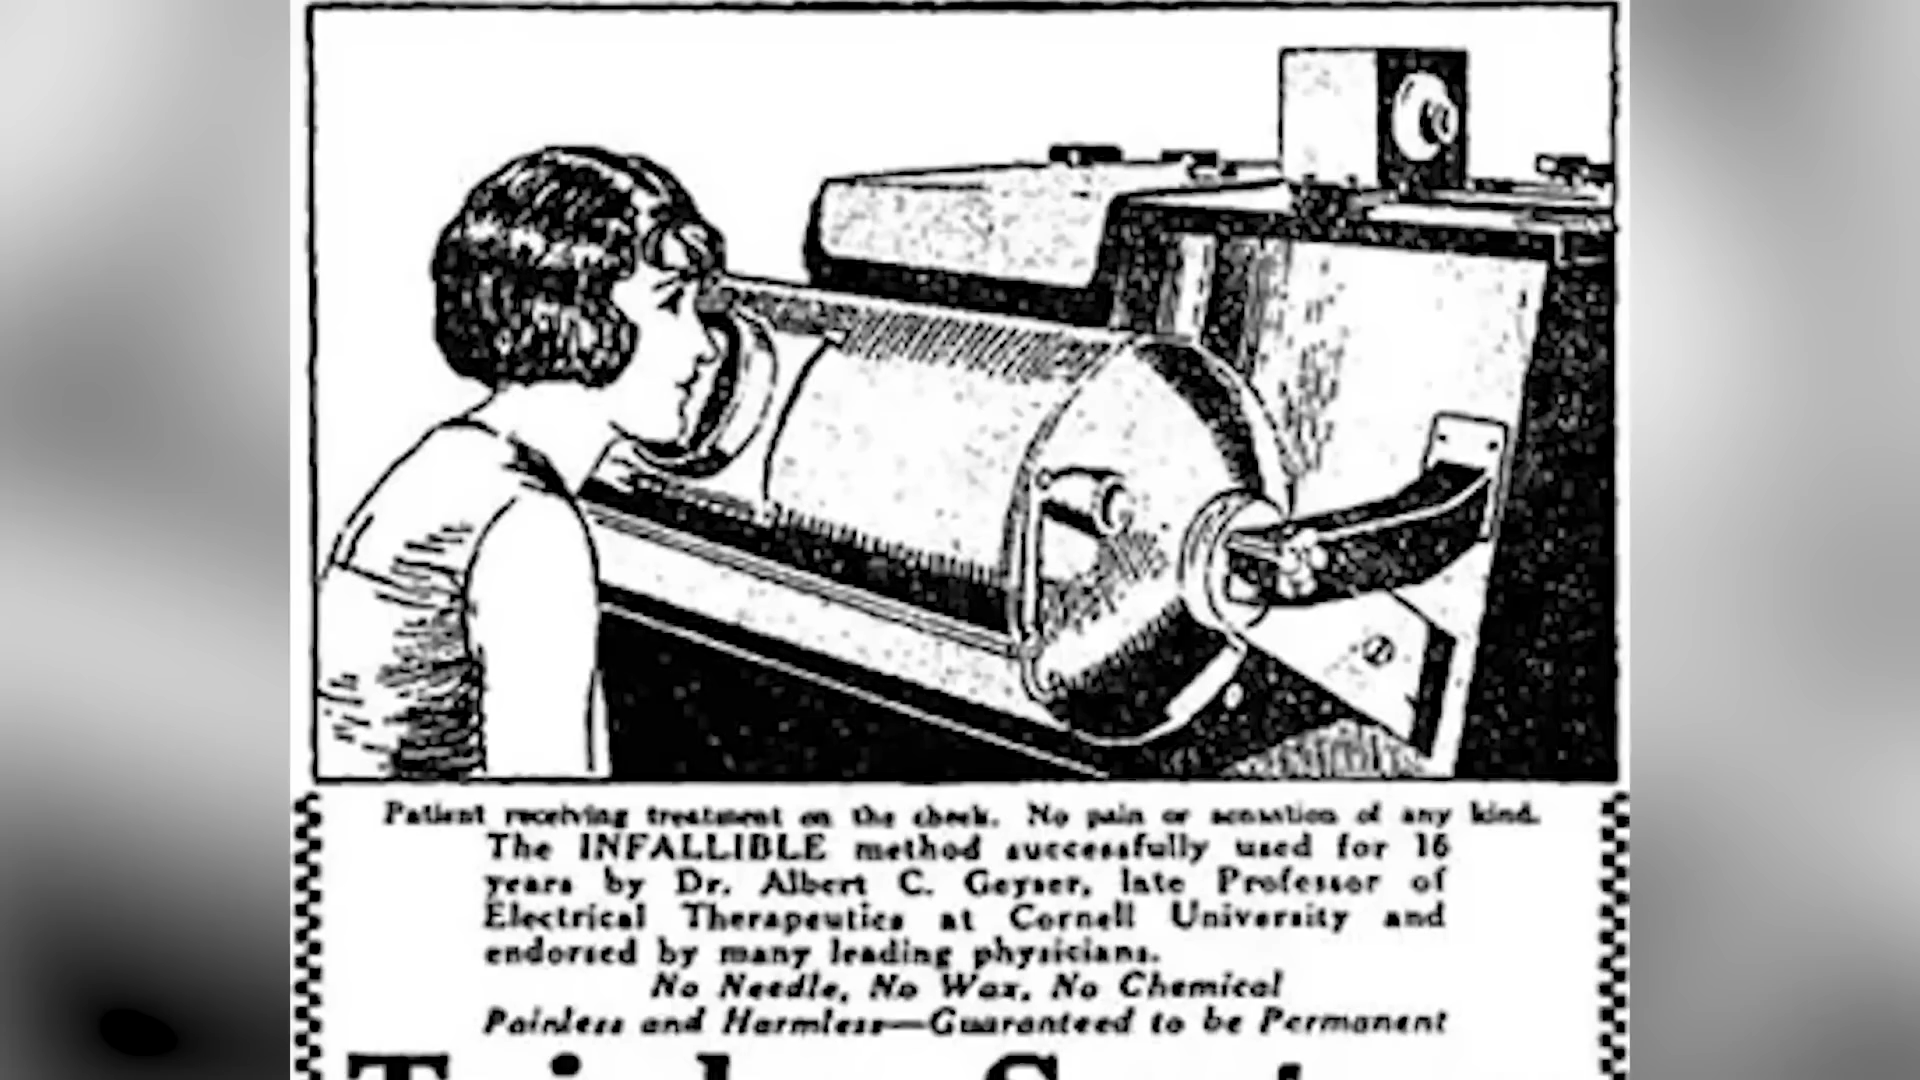 Patient receiving treatment on the cheek. No pain or sensation of any kind.
The INFALLIBLE method successfully used for 16
years by Dr. Albert C. Geyser, late Professor of
Electrical Therapeutics at Cornell University and
endorsed by many leading physicians.
No Needle, No Wax, No Chemical
Painless and Harmless—Guaranteed to be Permanent